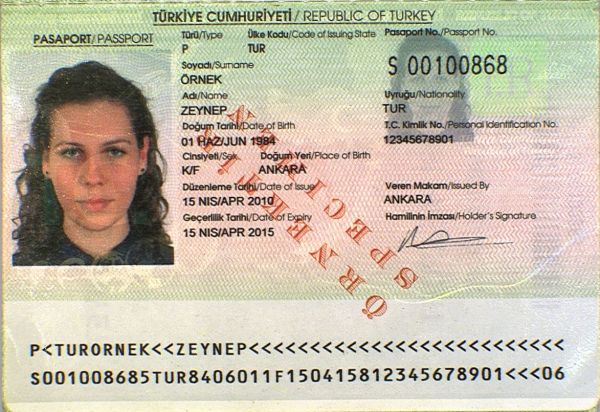 TÜRKİYE CUMHURİYETİ / REPUBLIC OF TURKEY
PASAPORT/ PASSPORT
Türü/Type Ülke Kodu/Code of Issuing State Pasaport No./Passport No.
P TUR S 00100868
Soyadı/Surname
ÖRNEK
Adı/Name Uyruğu/Nationality
ZEYNEP TUR
Doğum Tarihi/Date of Birth T.C. Kimlik No./Personal Identification No.
01 HAZ/JUN 1984 12345678901
Cinsiyeti/Sex Doğum Yeri/Place of Birth
K/F ANKARA
Düzenleme Tarihi/Date of Issue Veren Makam/Issued By
15 NIS/APR 2010 ANKARA
Geçerlilik Tarihi/Date of Expiry Hamilinin İmzası/Holder's Signature
15 NIS/APR 2015
ÖRNEKTİR
SPECIMEN
P<TURORNEK<<ZEYNEP<<<<<<<<<<<<<<<<<<<<<<<<<<
S001008685TUR8406011F150415812345678901<<<06